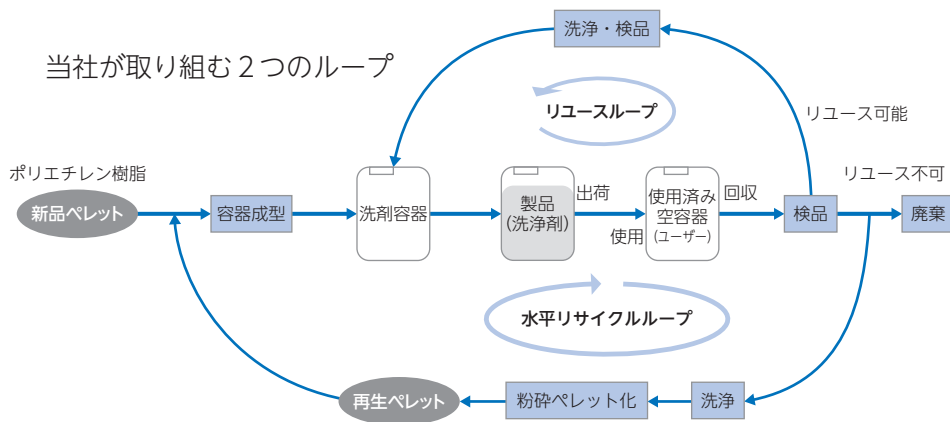 当社が取り組む２つのループ
洗浄・検品
リユースループ
リユース可能
ポリエチレン樹脂
新品ペレット
容器成型
洗剤容器
製品
(洗浄剤)
出荷
使用
使用済み
空容器
(ユーザー)
回収
検品
リユース不可
廃棄
水平リサイクルループ
再生ペレット
粉砕ペレット化
洗浄